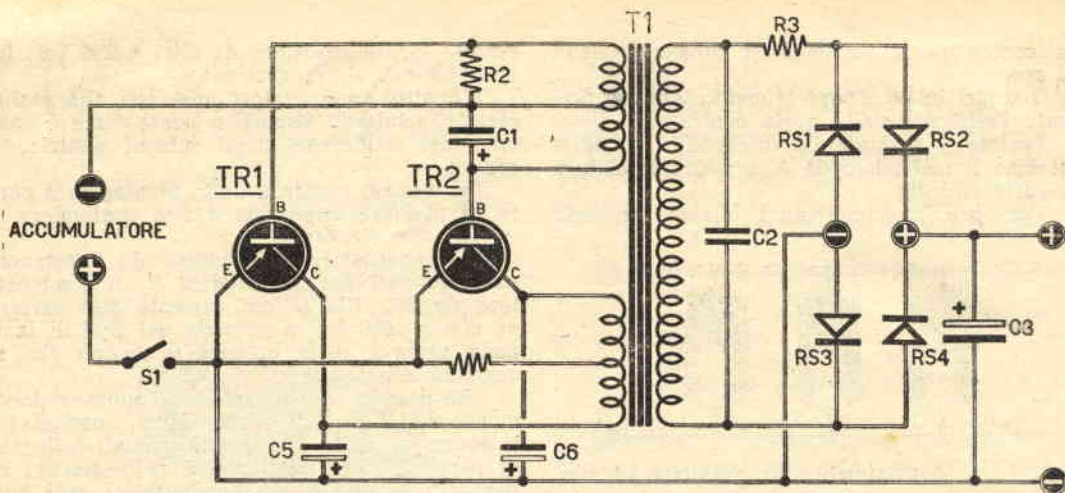 T1
R3
R2
RS1
RS2
C1
+
TR1
TR2
B
B
−
ACCUMULATORE
+
E
C
E
C
C2
−
+
+
+
C3
RS3
RS4
S1
C5
+
C6
+
−